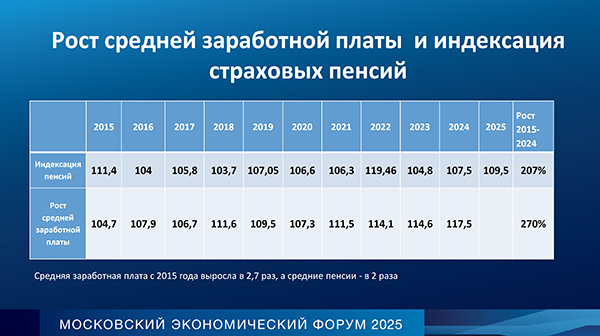 Рост средней заработной платы и индексация
страховых пенсий
2015 2016 2017 2018 2019 2020 2021 2022 2023 2024 2025 Рост
2015-
2024
Индексация
пенсий
111,4 104 105,8 103,7 107,05 106,6 106,3 119,46 104,8 107,5 109,5 207%
Рост
средней
заработной
платы
104,7 107,9 106,7 111,6 109,5 107,3 111,5 114,1 114,6 117,5 270%
Средняя заработная плата с 2015 года выросла в 2,7 раз, а средние пенсии - в 2 раза
МОСКОВСКИЙ ЭКОНОМИЧЕСКИЙ ФОРУМ 2025